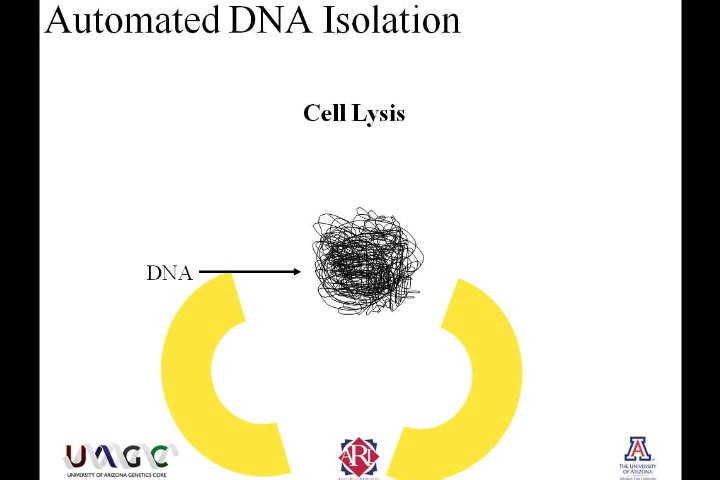 Automated DNA Isolation
Cell Lysis
DNA
UAGC
UNIVERSITY OF ARIZONA GENETICS CORE
ARL
A
THE UNIVERSITY
OF ARIZONA